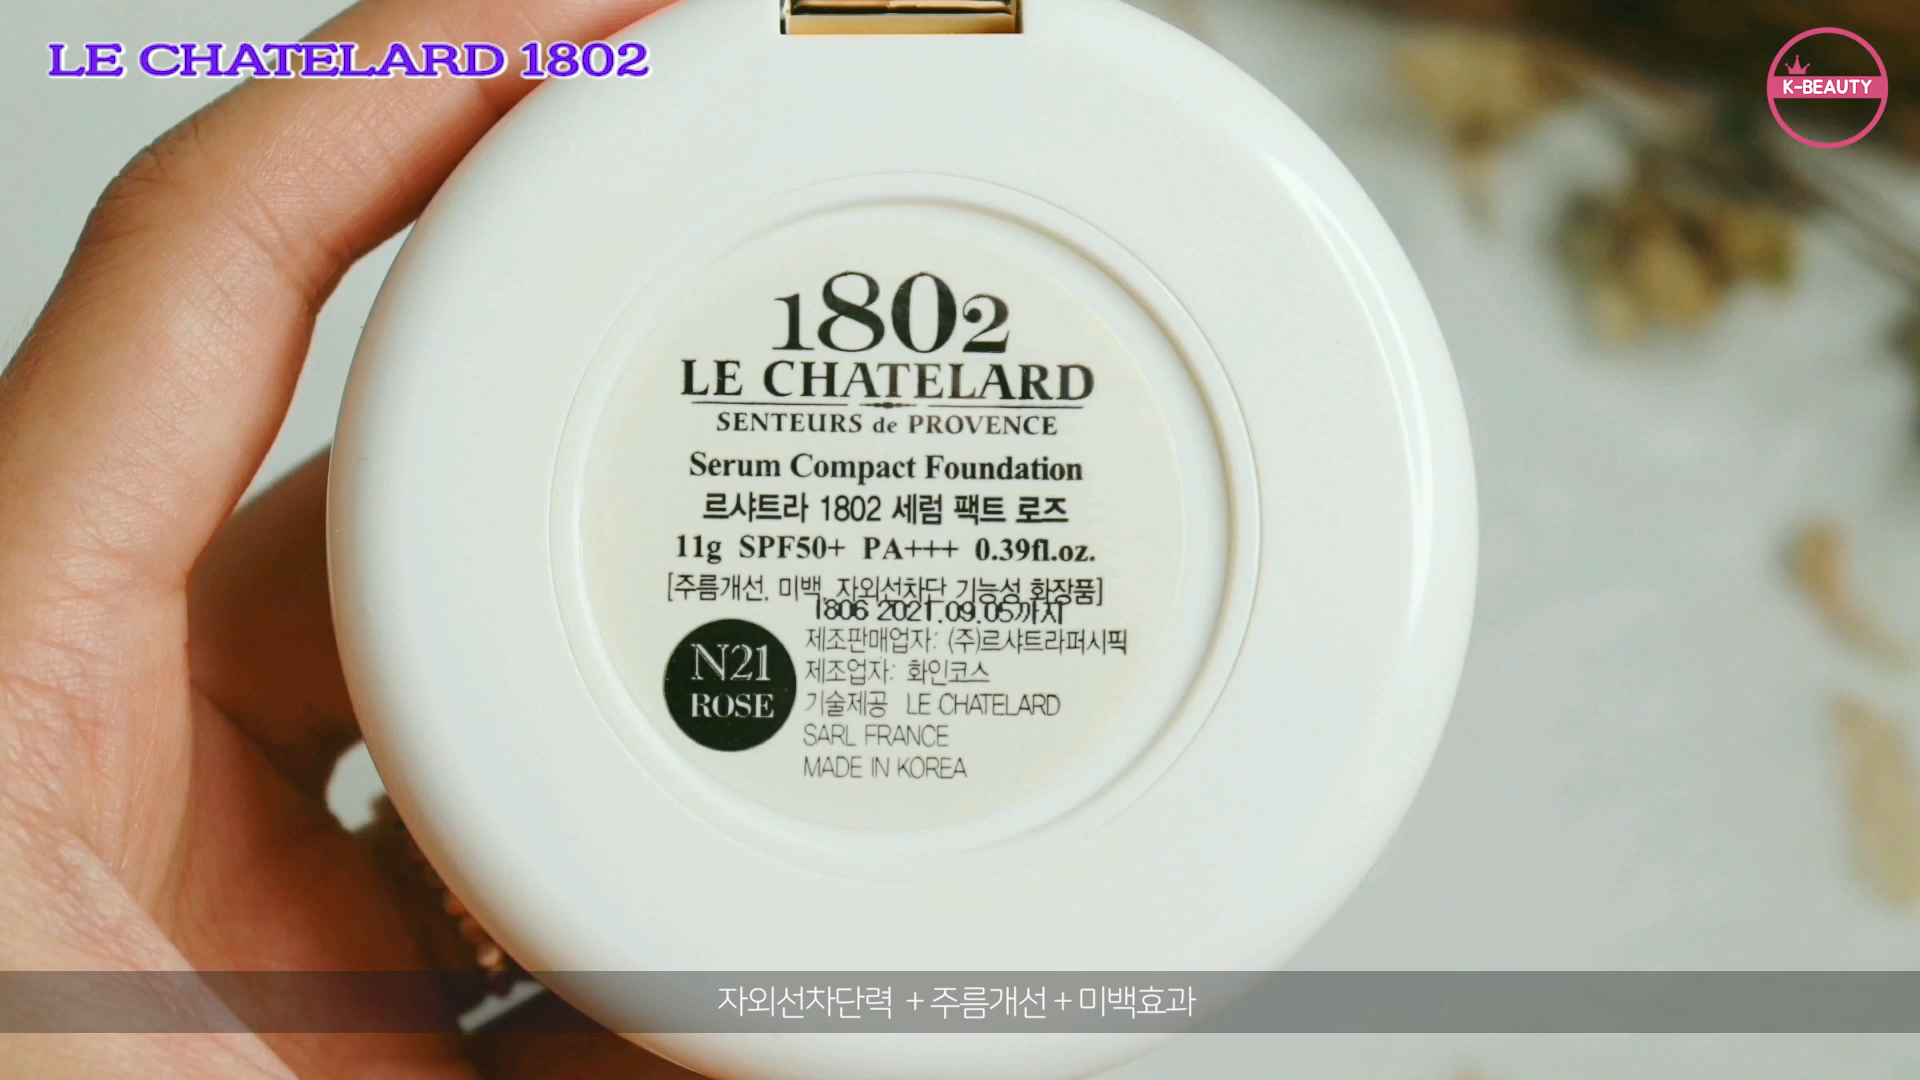 LE CHATELARD 1802
K-BEAUTY
1802
LE CHATELARD
SENTEURS de PROVENCE
Serum Compact Foundation
르샤트라 1802 세럼 팩트 로즈
11g SPF50+ PA+++ 0.39fl.oz.
[주름개선, 미백, 자외선차단 기능성 화장품]
1806 2021.09.05까지
N21
ROSE
제조판매업자: (주)르샤트라퍼시픽
제조업자: 화인코스
기술제공 LE CHATELARD
SARL FRANCE
MADE IN KOREA
자외선차단력 + 주름개선 + 미백효과